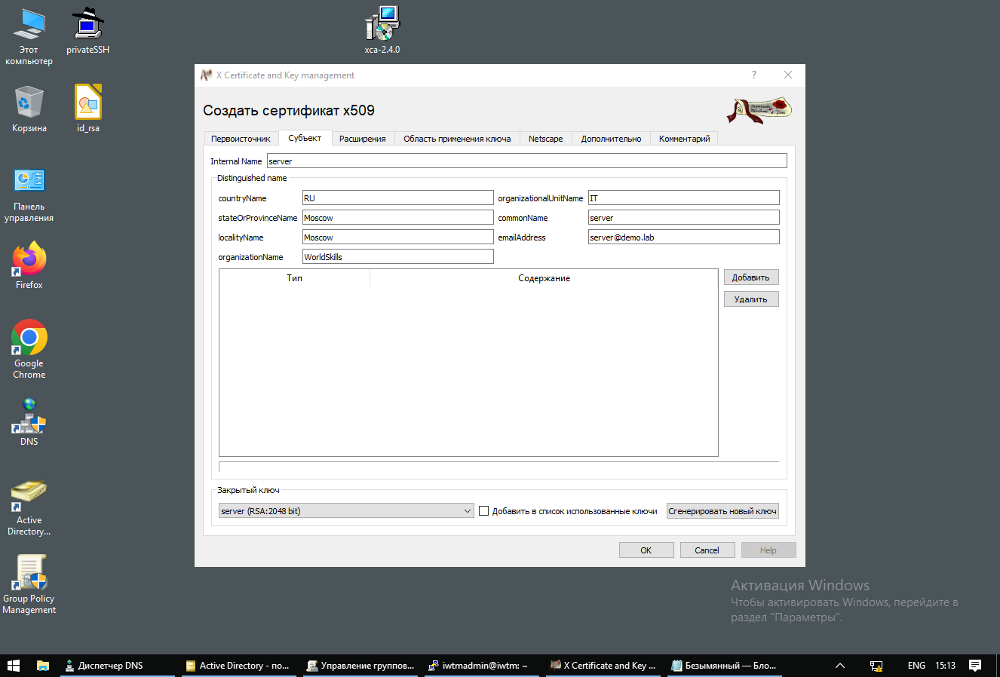 Этот
компьютер
privateSSH
xca-2.4.0
Корзина
id_rsa
Панель
управления
Firefox
Google
Chrome
DNS
Active
Directory...
Group Policy
Management
X Certificate and Key management
?
Создать сертификат x509
Первоисточник
Субъект
Расширения
Область применения ключа
Netscape
Дополнительно
Комментарий
Internal Name
server
Distinguished name
countryName
RU
organizationalUnitName
IT
stateOrProvinceName
Moscow
commonName
server
localityName
Moscow
emailAddress
server@demo.lab
organizationName
WorldSkills
Тип
Содержание
Добавить
Удалить
Закрытый ключ
server (RSA:2048 bit)
Добавить в список использованные ключи
Сгенерировать новый ключ
OK
Cancel
Help
Активация Windows
Чтобы активировать Windows, перейдите в
раздел "Параметры".
Диспетчер DNS
Active Directory - по...
Управление группов...
iwtmadmin@iwtm: ~
X Certificate and Key ...
Безымянный — Бло...
ENG
15:13